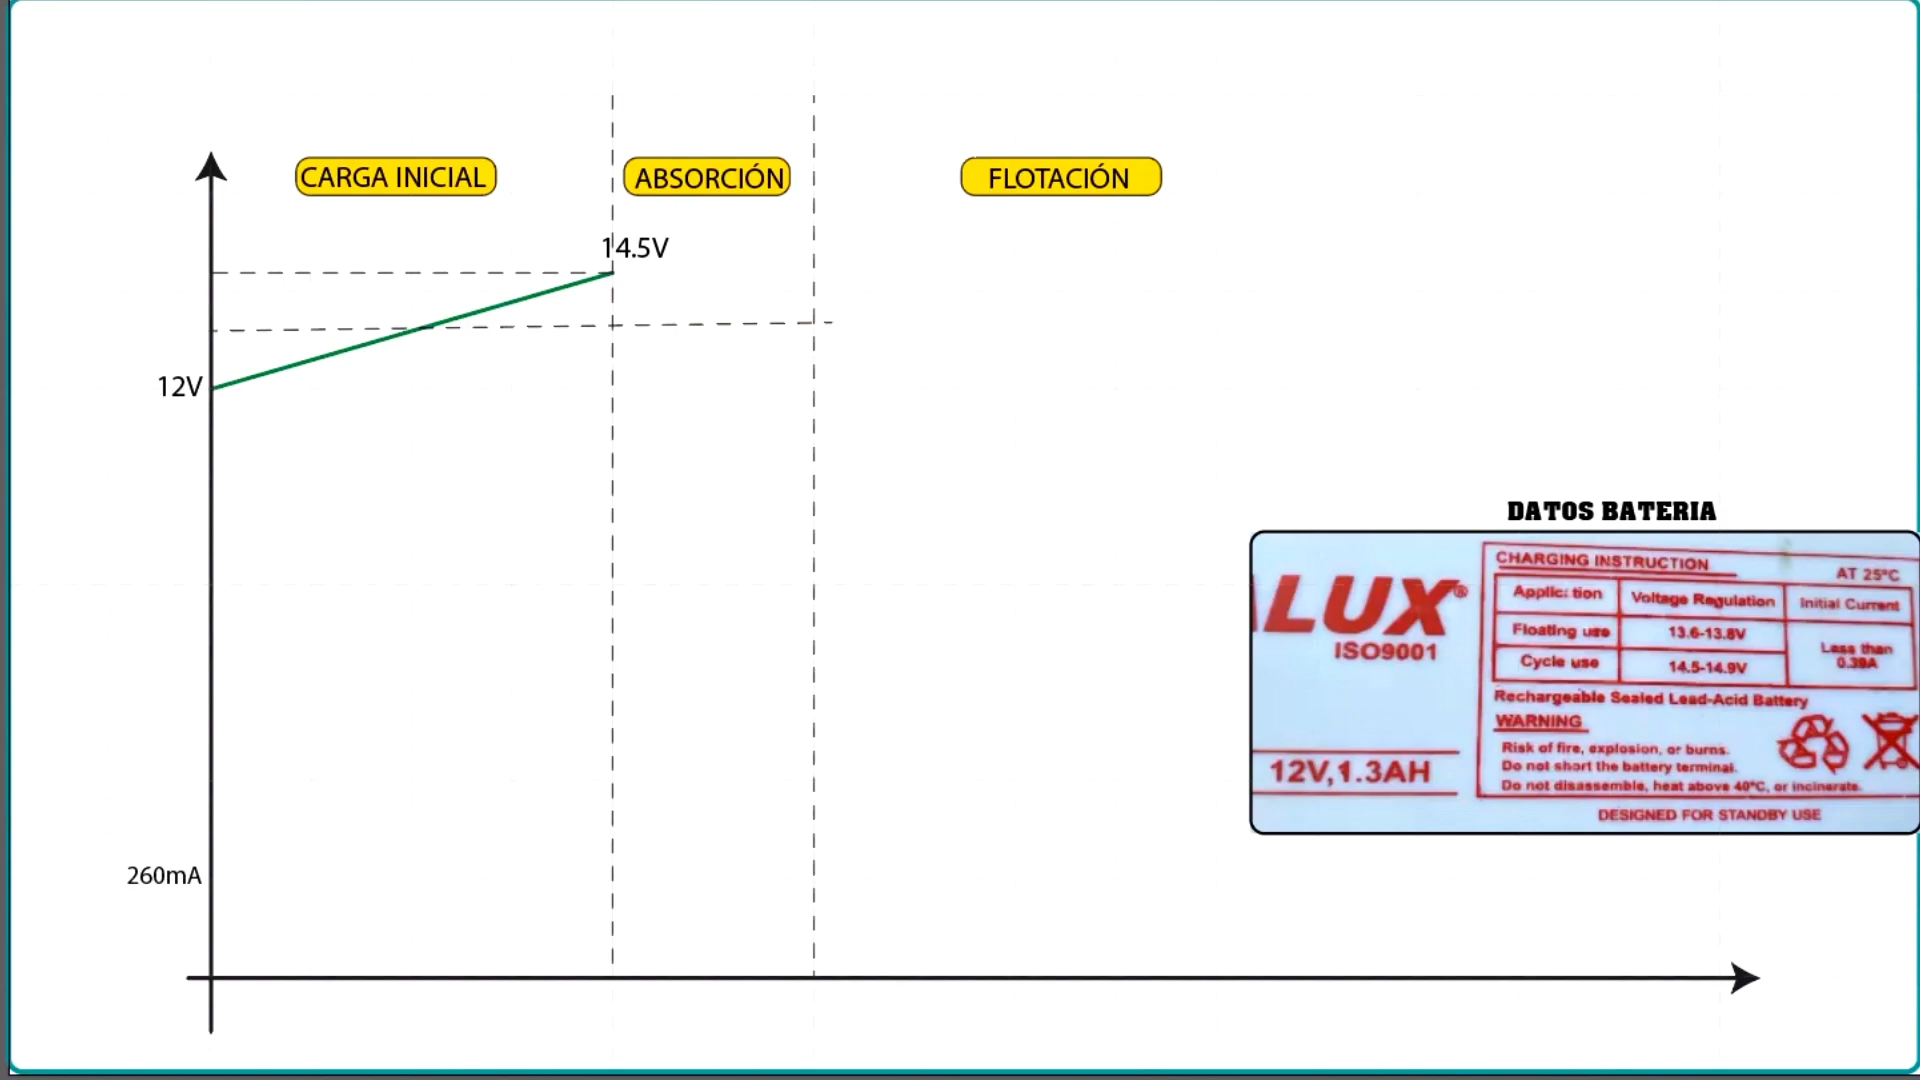 CARGA INICIAL
ABSORCIÓN
FLOTACIÓN
14.5V
12V
260mA
DATOS BATERIA
LUX®
ISO9001
12V,1.3AH
CHARGING INSTRUCTION
AT 25°C
Application Voltage Regulation Initial Current
Floating use 13.6-13.8V
Cycle use 14.5-14.9V
Less than
0.39A
Rechargeable Sealed Lead-Acid Battery
WARNING
Risk of fire, explosion, or burns.
Do not short the battery terminal.
Do not disassemble, heat above 40°C, or incinerate.
DESIGNED FOR STANDBY USE